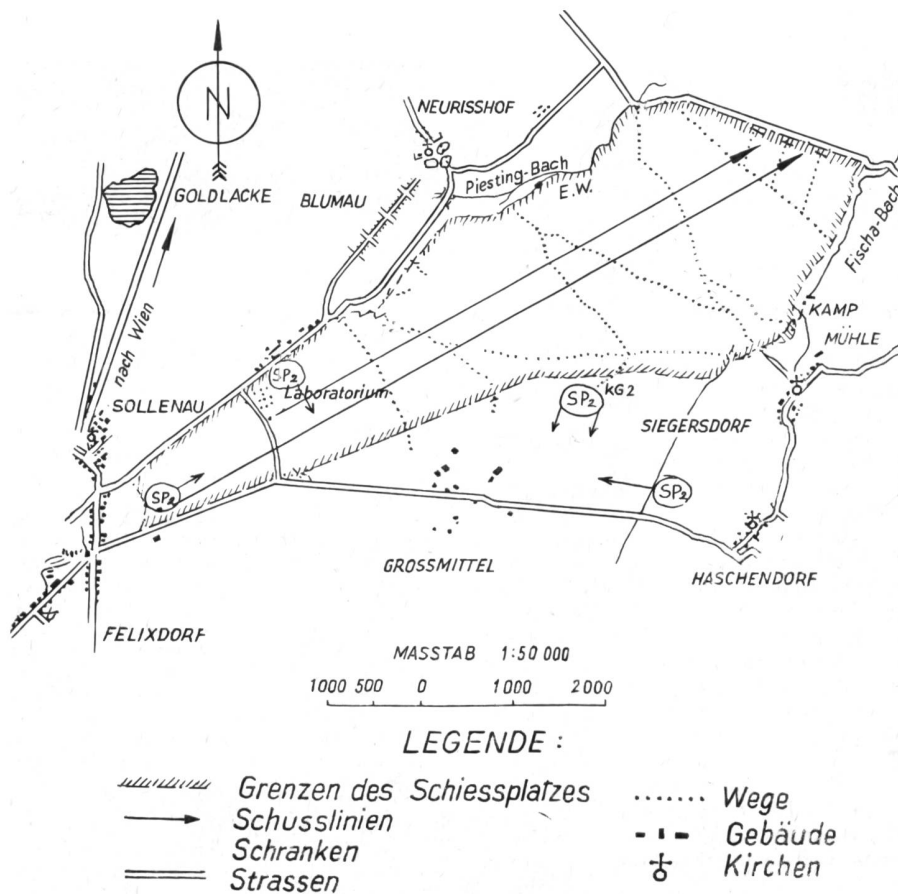 N
NEURISSHOF
GOLDLACKE
BLUMAU
Piesting-Bach
E.W.
Fischa-Bach
nach Wien
KAMP
MÜHLE
SP2
Laboratorium
SOLLENAU
SP2
KG2
SIEGERSDORF
SP2
SP2
GROSSMITTEL
HASCHENDORF
FELIXDORF
MASSTAB 1:50 000
1000 500 0 1000 2000
LEGENDE :
Grenzen des Schiessplatzes
Schusslinien
Schranken
Strassen
Wege
Gebäude
Kirchen